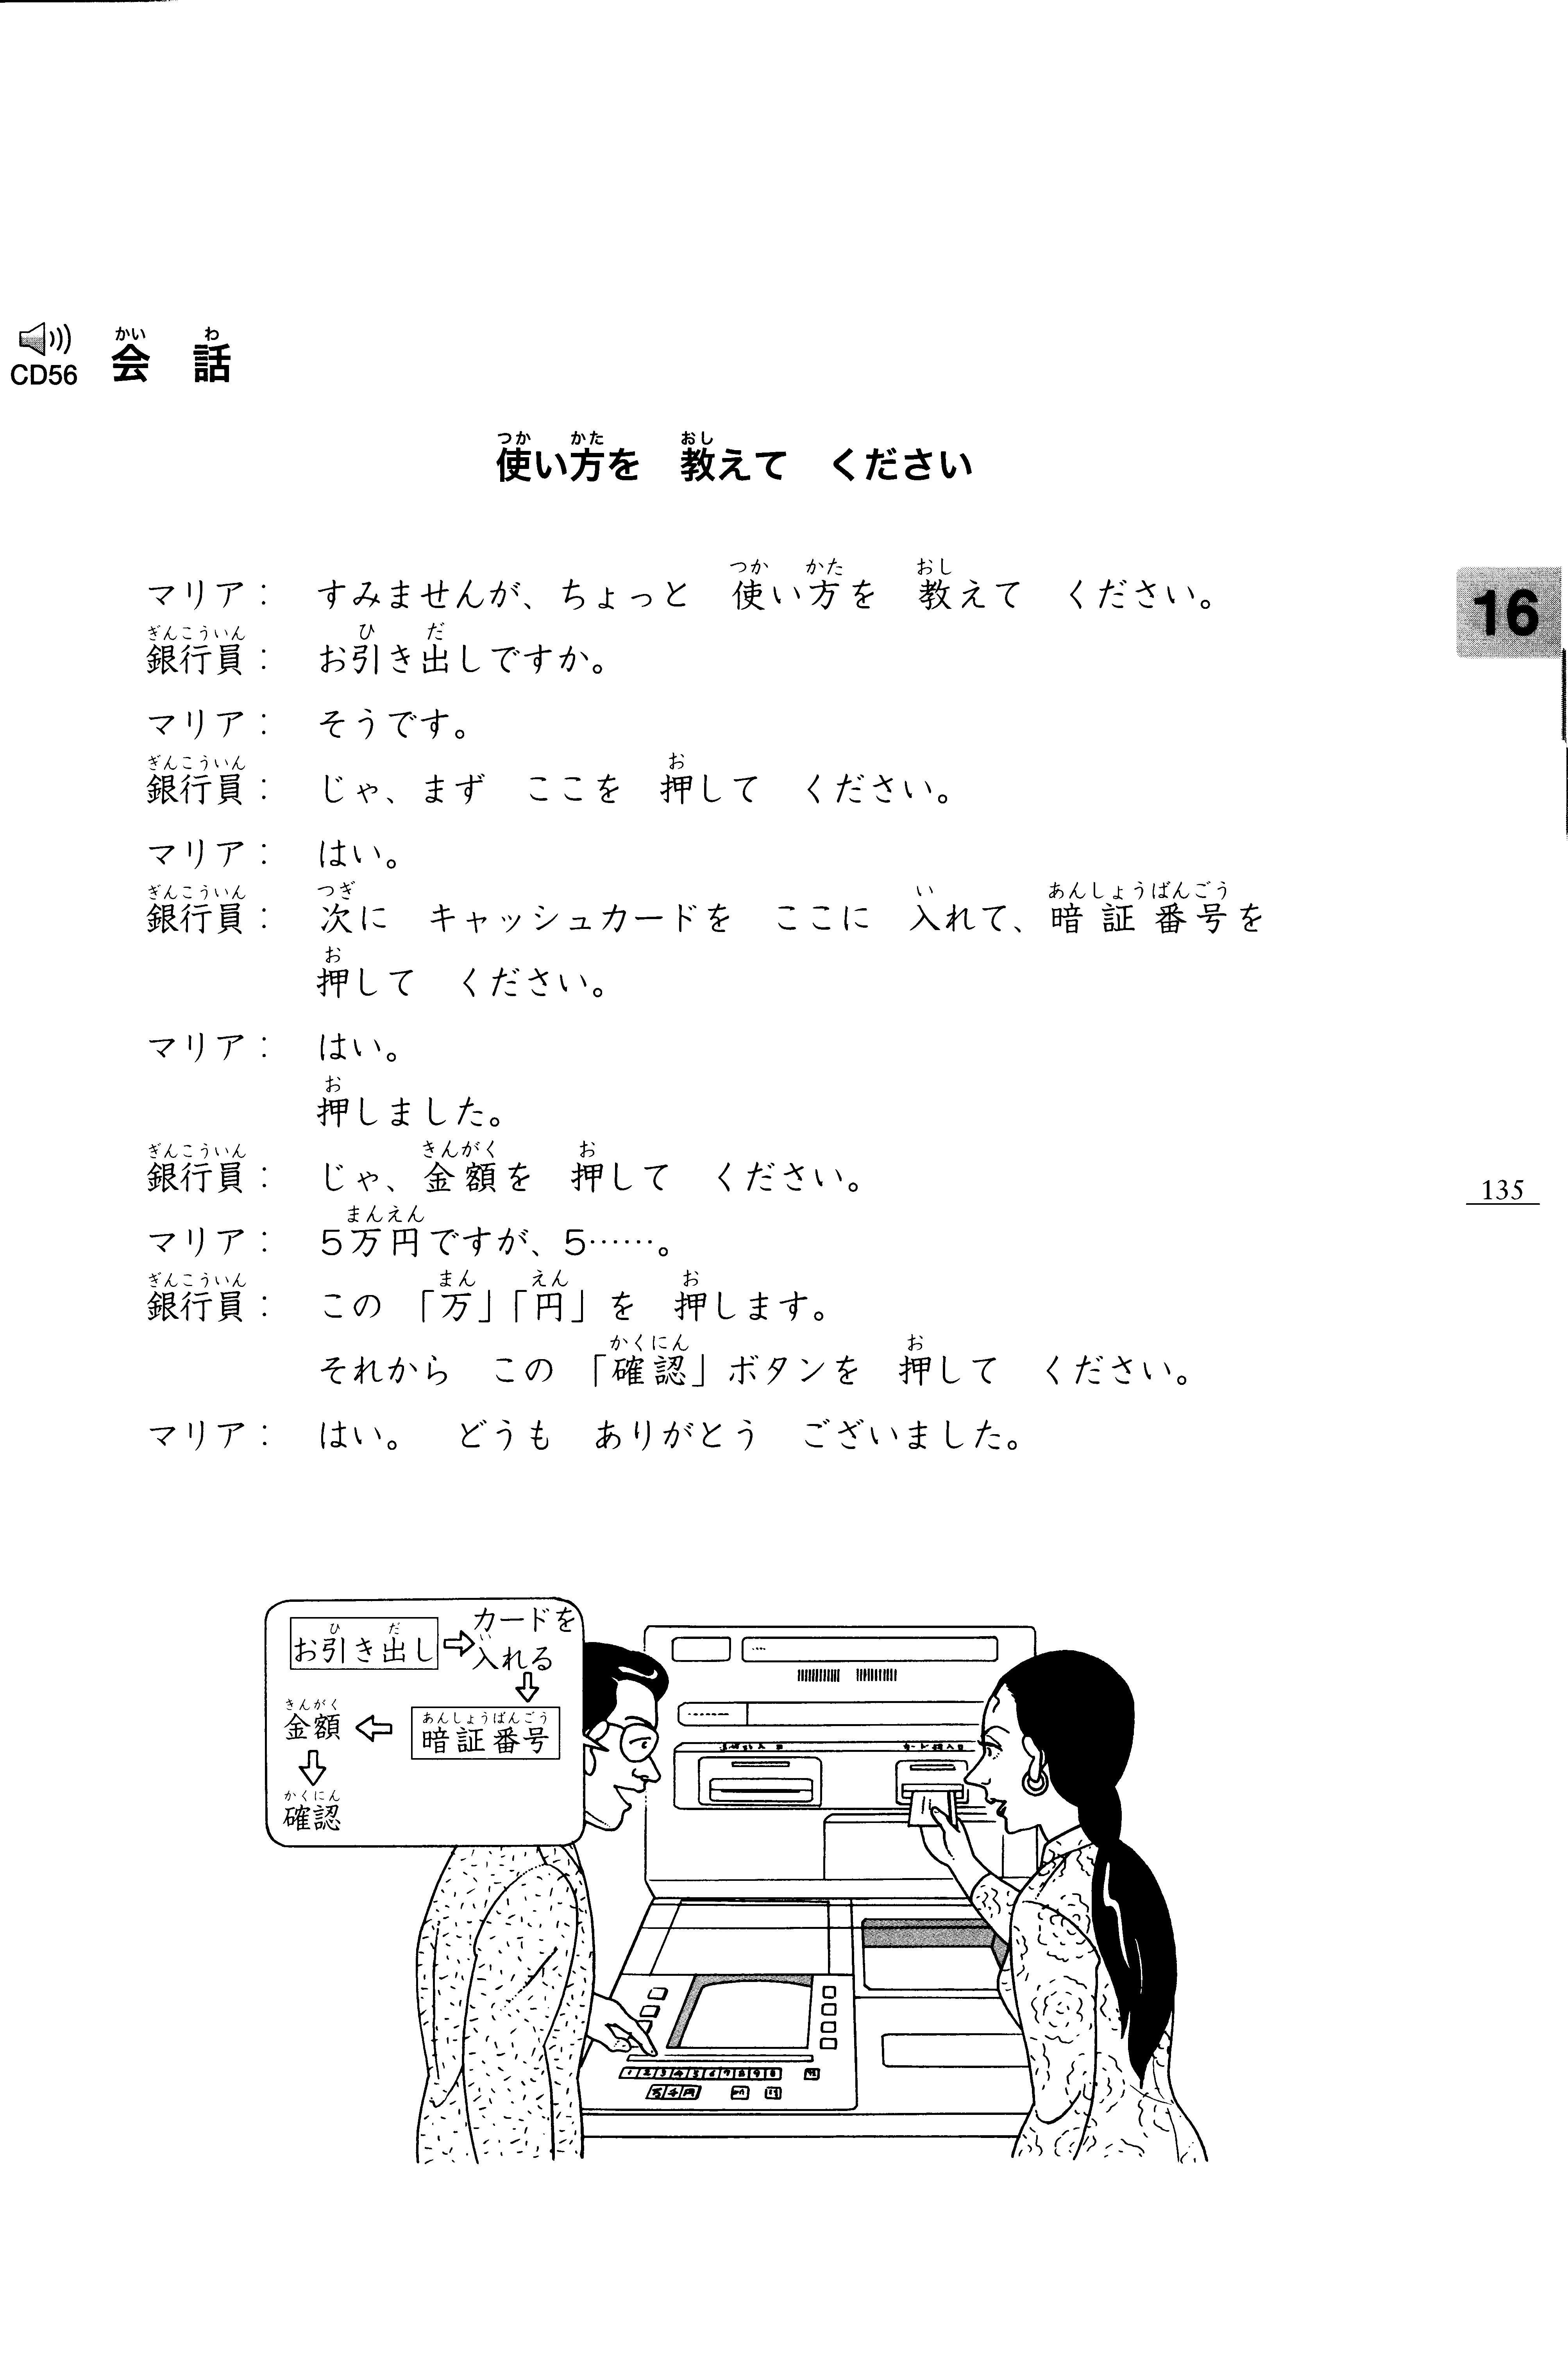 CD56 会話
使い方を 教えて ください
マリア： すみませんが、ちょっと 使い方を 教えて ください。
銀行員： お引き出しですか。
マリア： そうです。
銀行員： じゃ、まず ここを 押して ください。
マリア： はい。
銀行員： 次に キャッシュカードを ここに 入れて、暗証番号を
押して ください。
マリア： はい。
押しました。
銀行員： じゃ、金額を 押して ください。
マリア： 5万円ですが、5……。
銀行員： この 「万」「円」を 押します。
それから この 「確認」ボタンを 押して ください。
マリア： はい。 どうも ありがとう ございました。
16
135
お引き出し
カードを
入れる
暗証番号
金額
確認